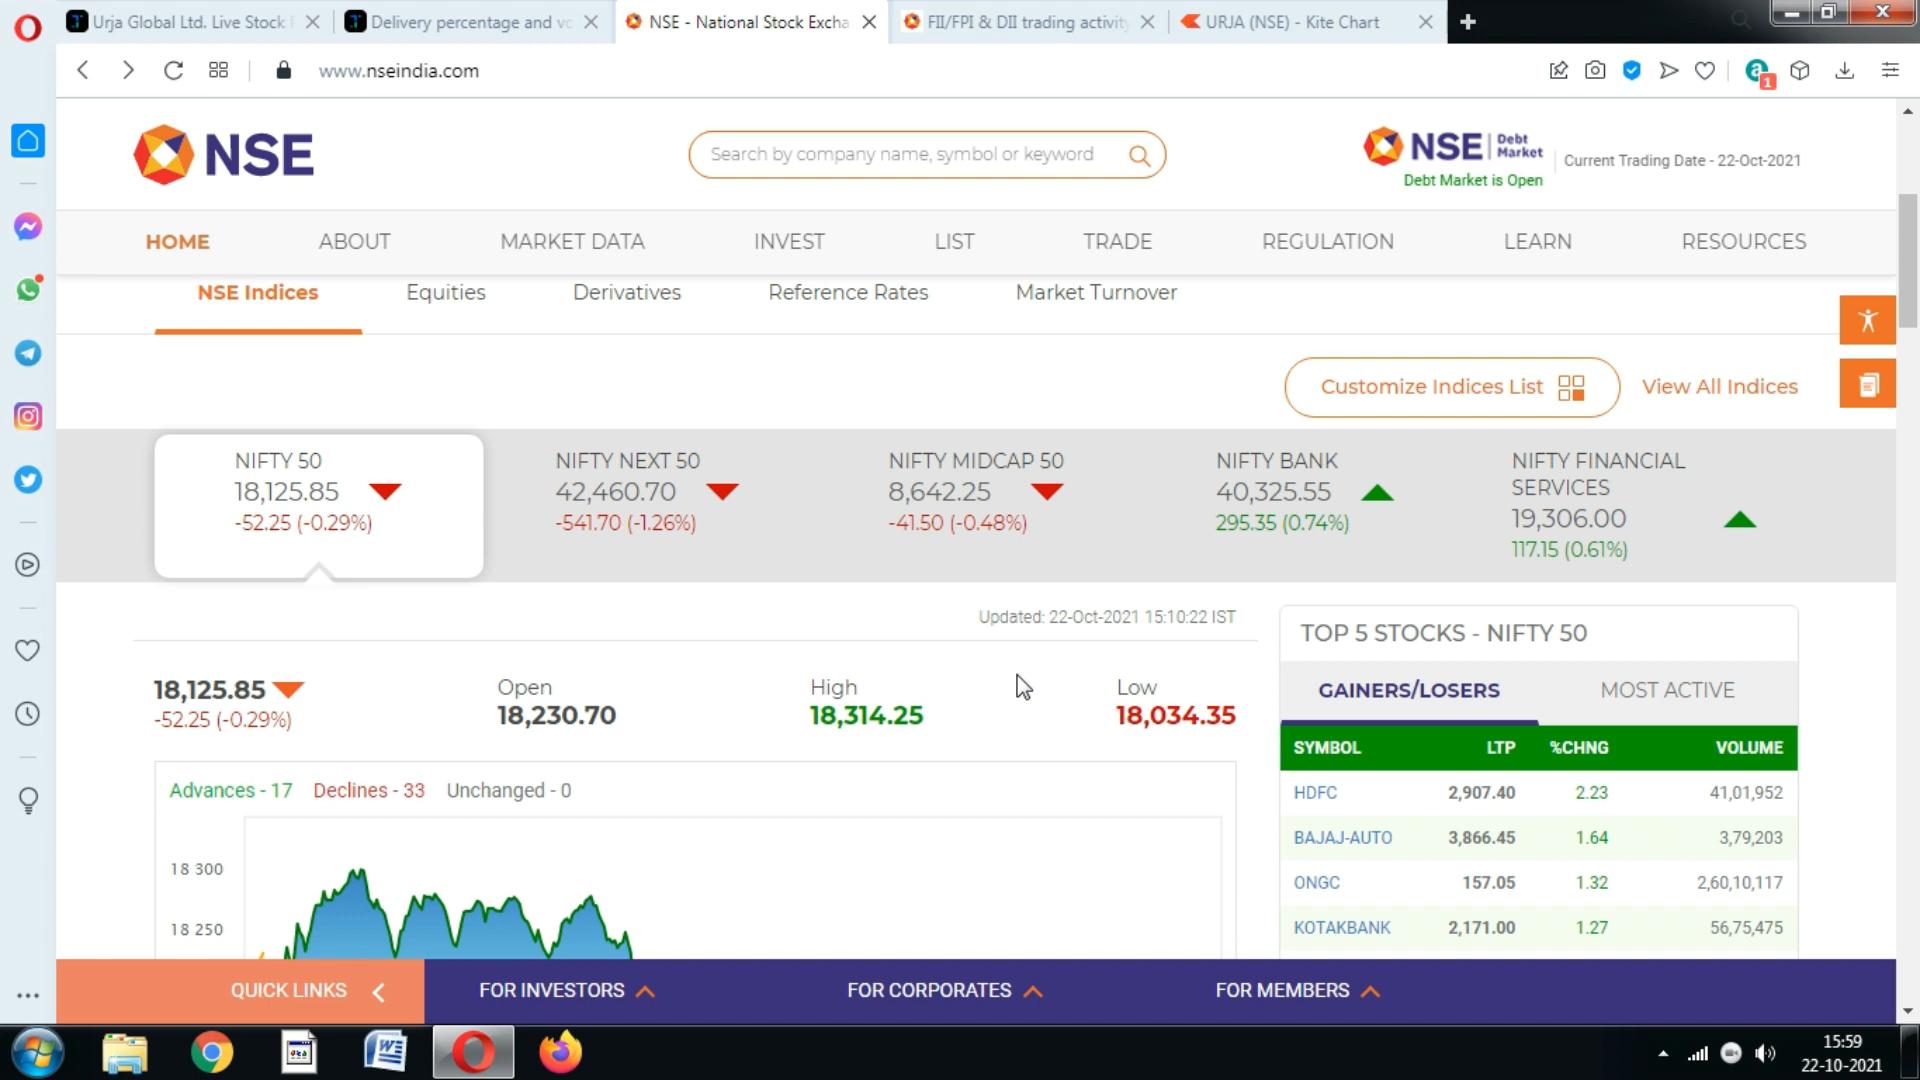 Urja Global Ltd. Live Stock
Delivery percentage and vo
NSE - National Stock Excha
FII/FPI & DII trading activity
URJA (NSE) - Kite Chart
www.nseindia.com
a
1
NSE
Search by company name, symbol or keyword
NSE Debt Market
Debt Market is Open
Current Trading Date - 22-Oct-2021
HOME ABOUT MARKET DATA INVEST LIST TRADE REGULATION LEARN RESOURCES
NSE Indices Equities Derivatives Reference Rates Market Turnover
Customize Indices List View All Indices
NIFTY 50
18,125.85
-52.25 (-0.29%)
NIFTY NEXT 50
42,460.70
-541.70 (-1.26%)
NIFTY MIDCAP 50
8,642.25
-41.50 (-0.48%)
NIFTY BANK
40,325.55
295.35 (0.74%)
NIFTY FINANCIAL
SERVICES
19,306.00
117.15 (0.61%)
Updated: 22-Oct-2021 15:10:22 IST
18,125.85
-52.25 (-0.29%)
Open
18,230.70
High
18,314.25
Low
18,034.35
Advances - 17 Declines - 33 Unchanged - 0
18 300
18 250
TOP 5 STOCKS - NIFTY 50
GAINERS/LOSERS MOST ACTIVE
SYMBOL LTP %CHNG VOLUME
HDFC 2,907.40 2.23 41,01,952
BAJAJ-AUTO 3,866.45 1.64 3,79,203
ONGC 157.05 1.32 2,60,10,117
KOTAKBANK 2,171.00 1.27 56,75,475
QUICK LINKS FOR INVESTORS FOR CORPORATES FOR MEMBERS
15:59
22-10-2021